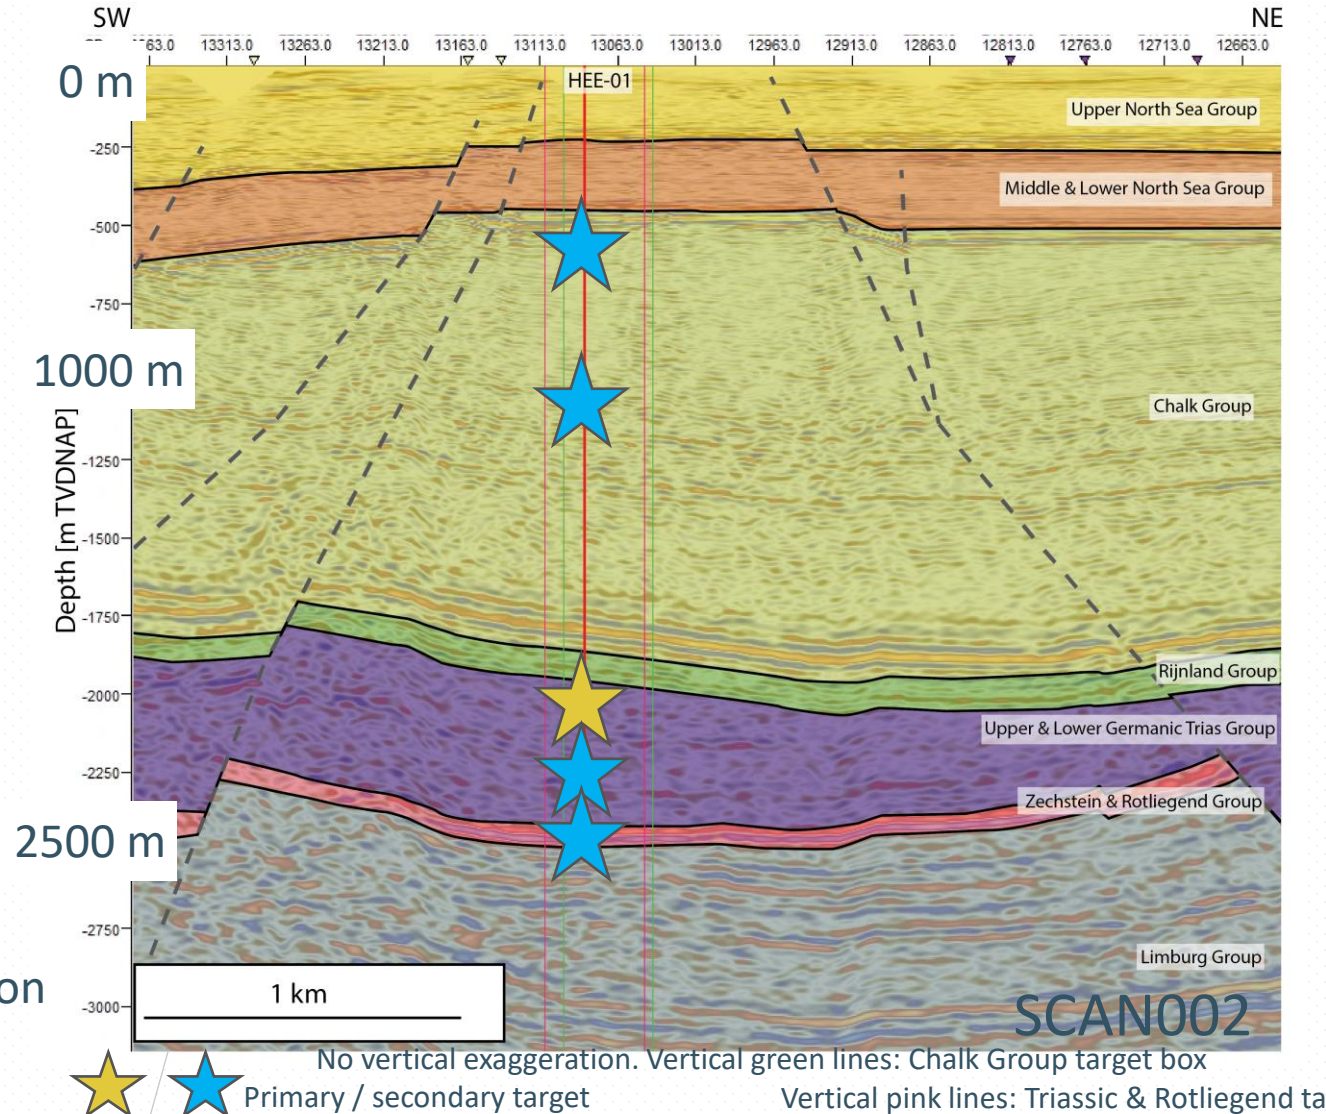 SW
NE
63.0 13313.0 13263.0 13213.0 13163.0 13113.0 13063.0 13013.0 12963.0 12913.0 12863.0 12813.0 12763.0 12713.0 12663.0
0 m
HEE-01
Upper North Sea Group
-250
Middle & Lower North Sea Group
-500
-750
1000 m
Chalk Group
Depth [m TVDNAP]
-1250
-1500
-1750
Rijnland Group
-2000
Upper & Lower Germanic Trias Group
-2250
Zechstein & Rotliegend Group
2500 m
-2750
Limburg Group
on
1 km
-3000
SCAN002
No vertical exaggeration. Vertical green lines: Chalk Group target box
Primary / secondary target
Vertical pink lines: Triassic & Rotliegend ta